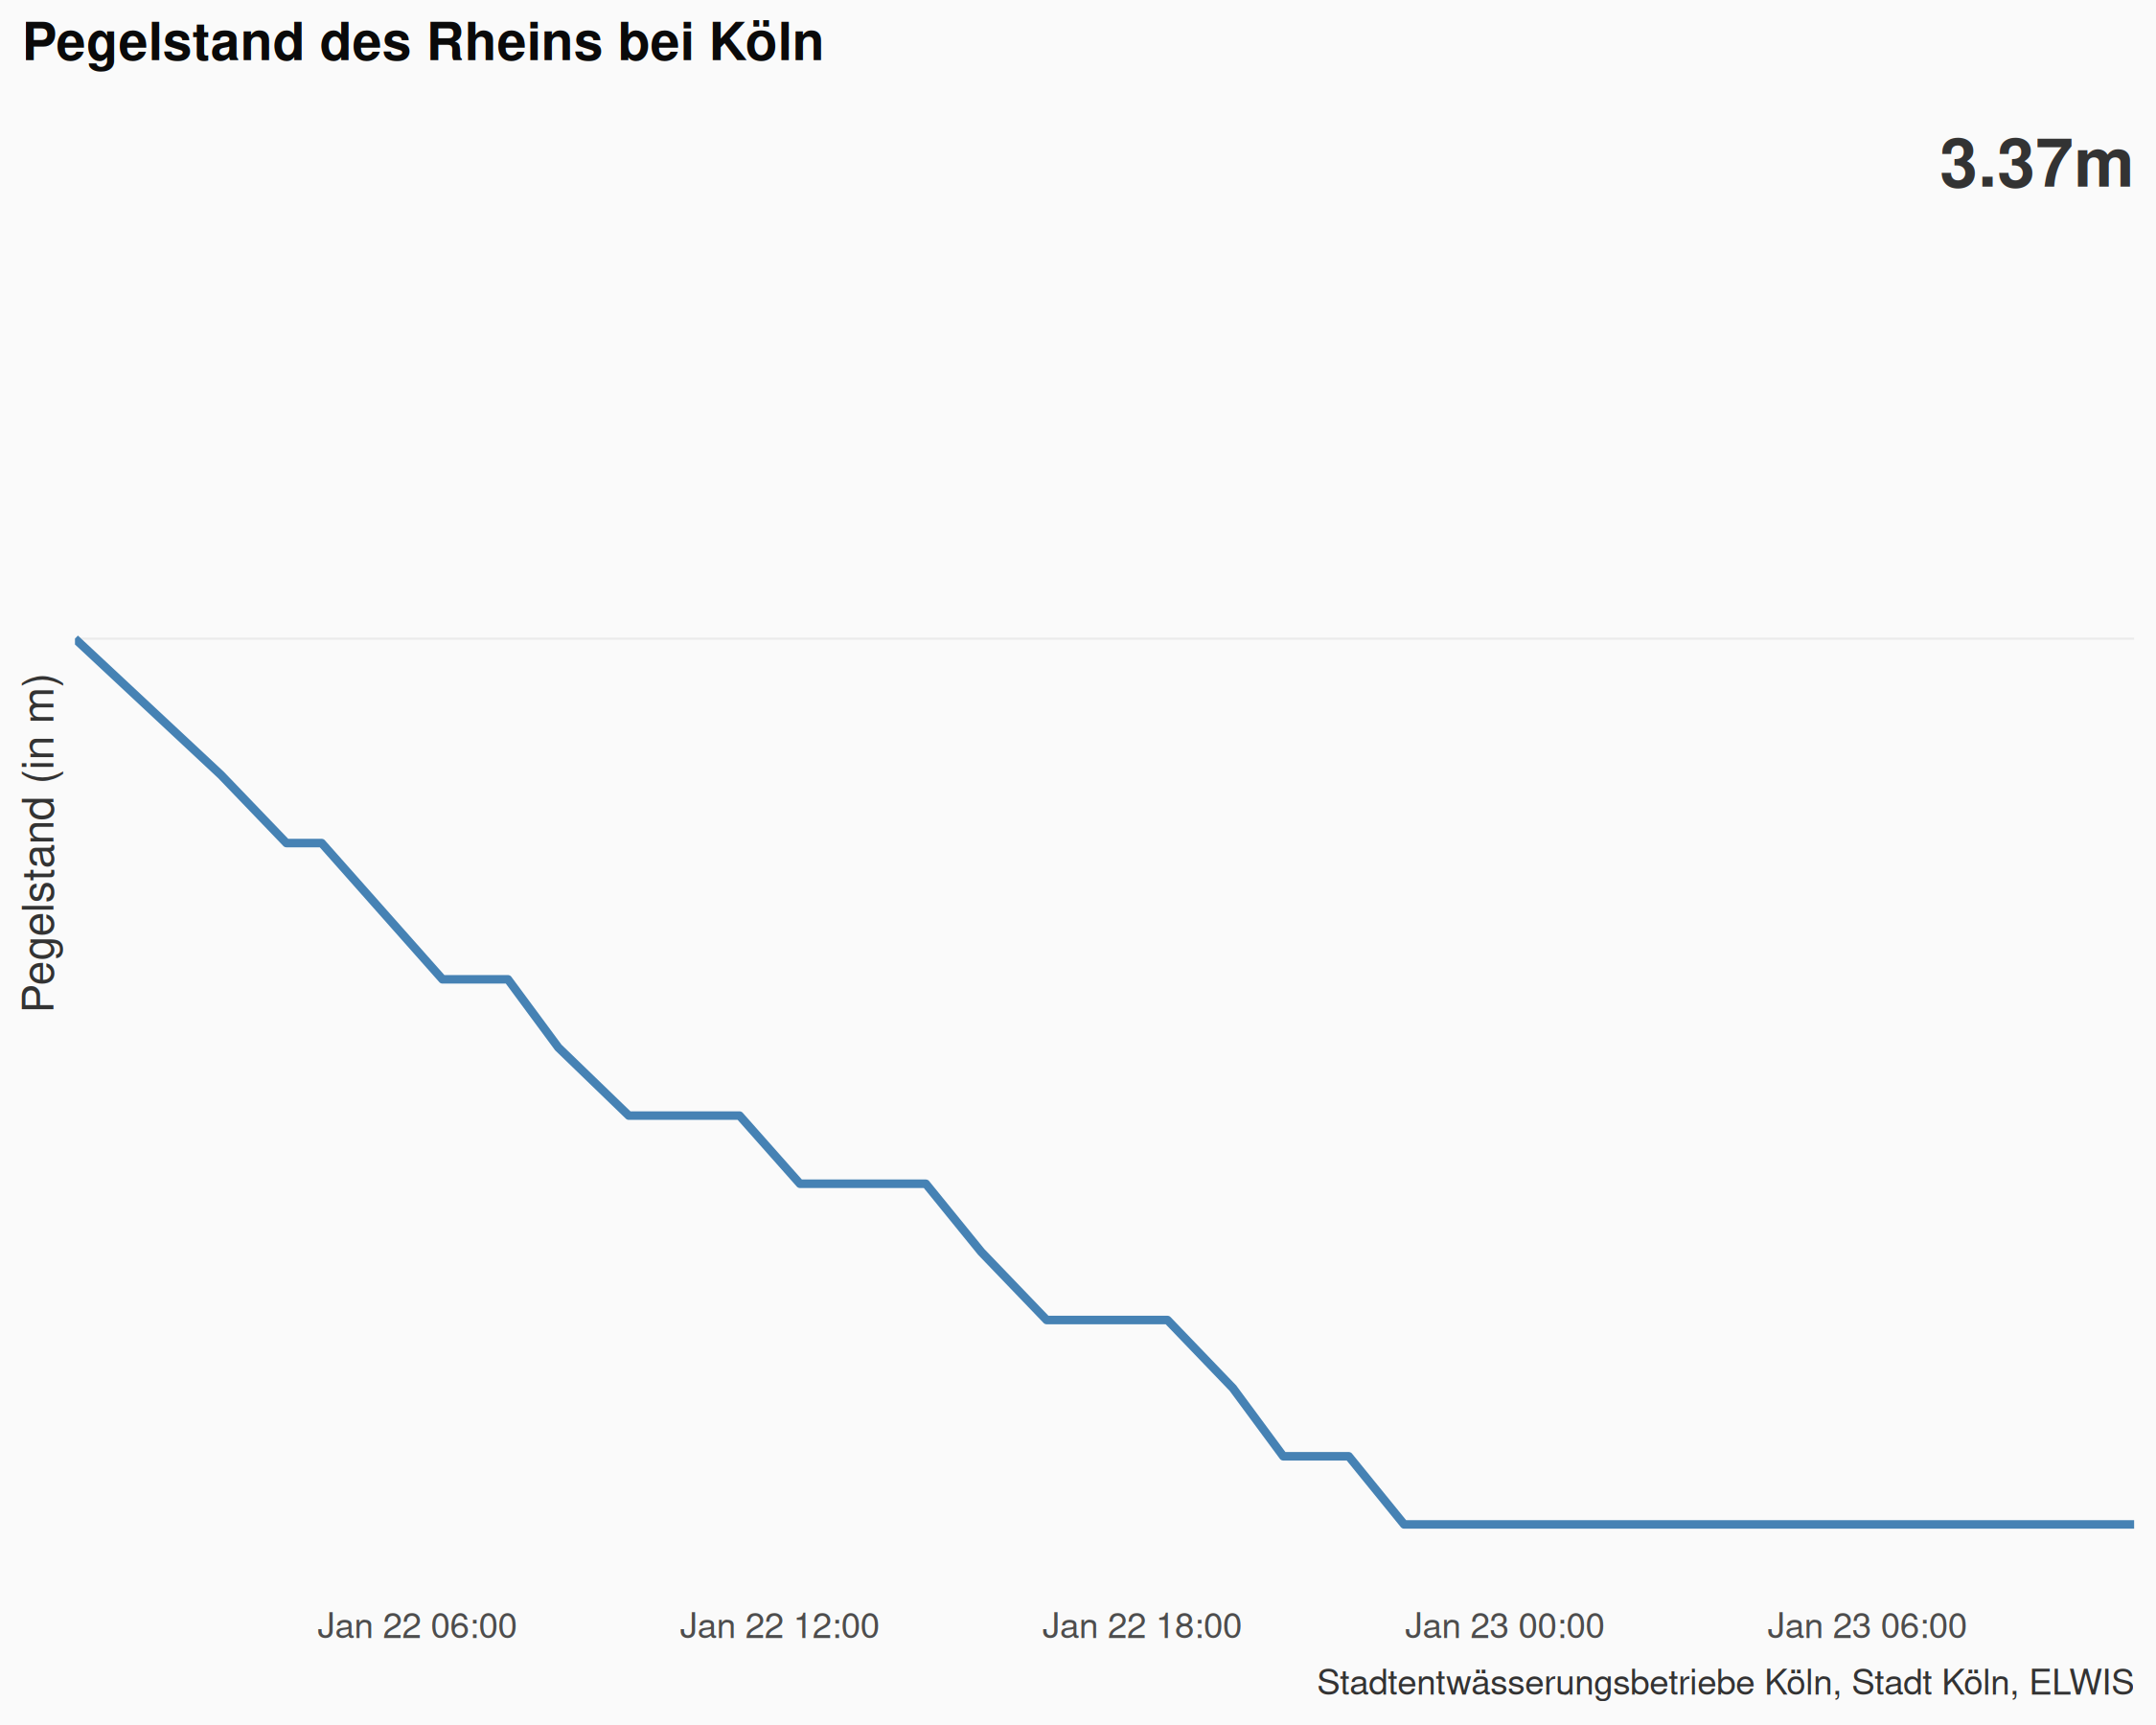 Pegelstand des Rheins bei Köln
3.37m
Pegelstand (in m)
Jan 22 06:00 Jan 22 12:00 Jan 22 18:00 Jan 23 00:00 Jan 23 06:00
Stadtentwässerungsbetriebe Köln, Stadt Köln, ELWIS